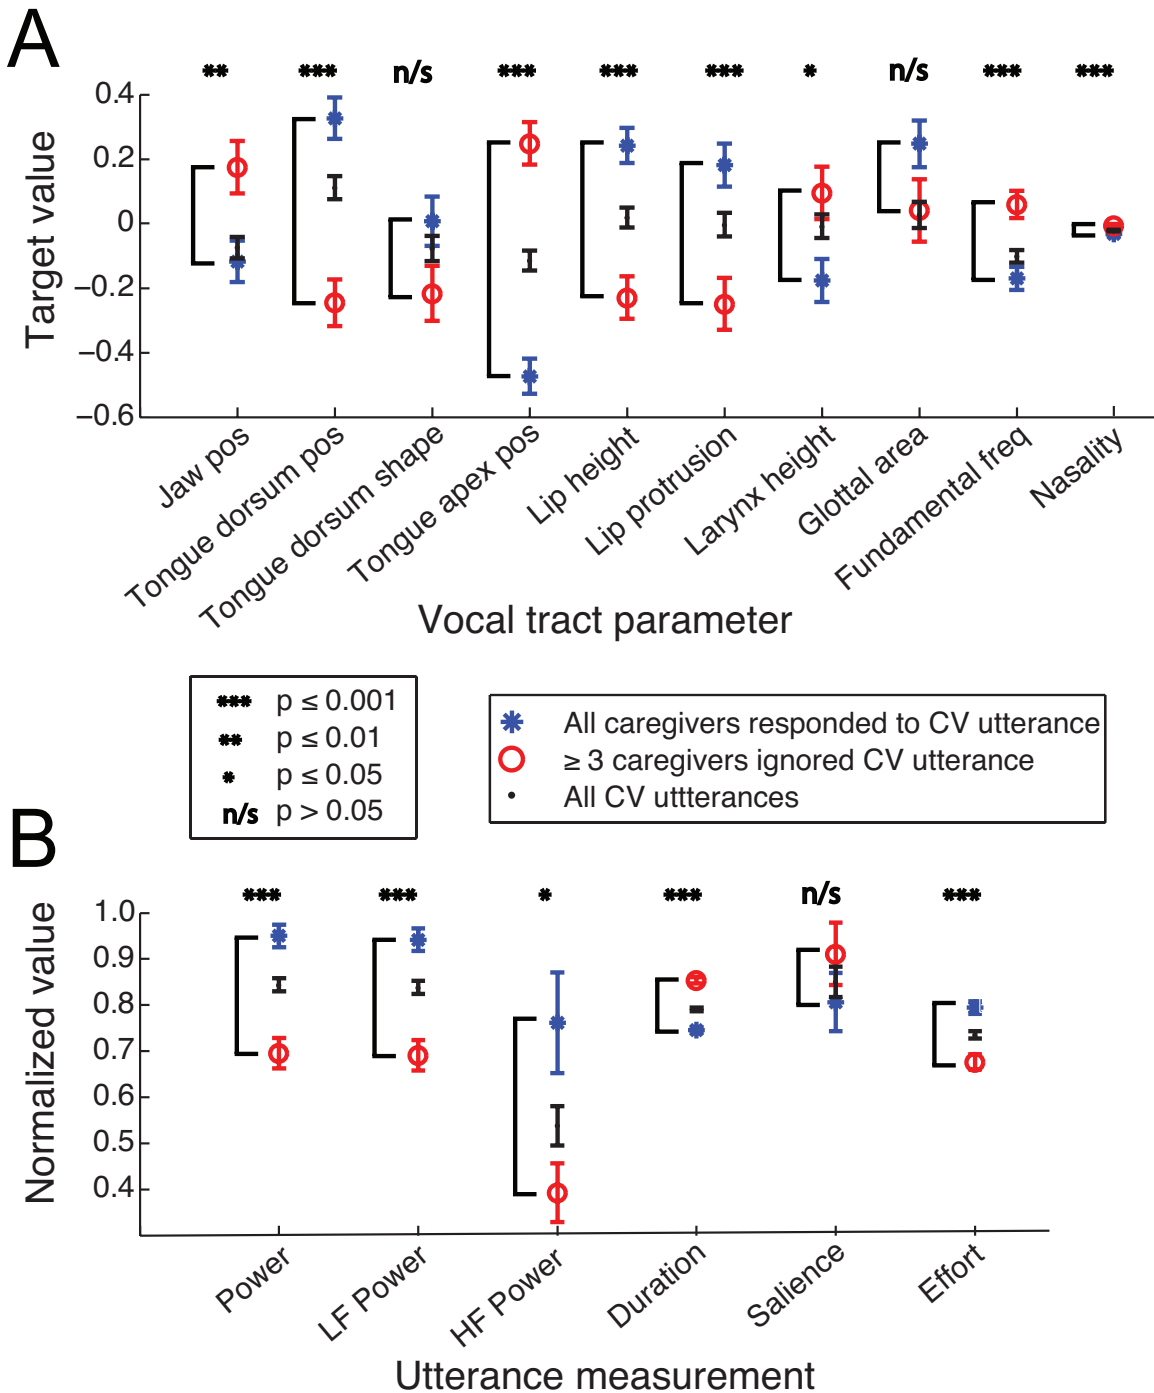 A
** *** n/s *** *** *** * n/s *** ***
Target value
0.4
0.2
0
−0.2
−0.4
−0.6
Jaw pos
Tongue dorsum pos
Tongue dorsum shape
Tongue apex pos
Lip height
Lip protrusion
Larynx height
Glottal area
Fundamental freq
Nasality
Vocal tract parameter
*** p ≤ 0.001
** p ≤ 0.01
* p ≤ 0.05
n/s p > 0.05
All caregivers responded to CV utterance
≥ 3 caregivers ignored CV utterance
All CV uttterances
B
*** *** * *** n/s ***
Normalized value
1.0
0.9
0.8
0.7
0.6
0.5
0.4
Power
LF Power
HF Power
Duration
Salience
Effort
Utterance measurement